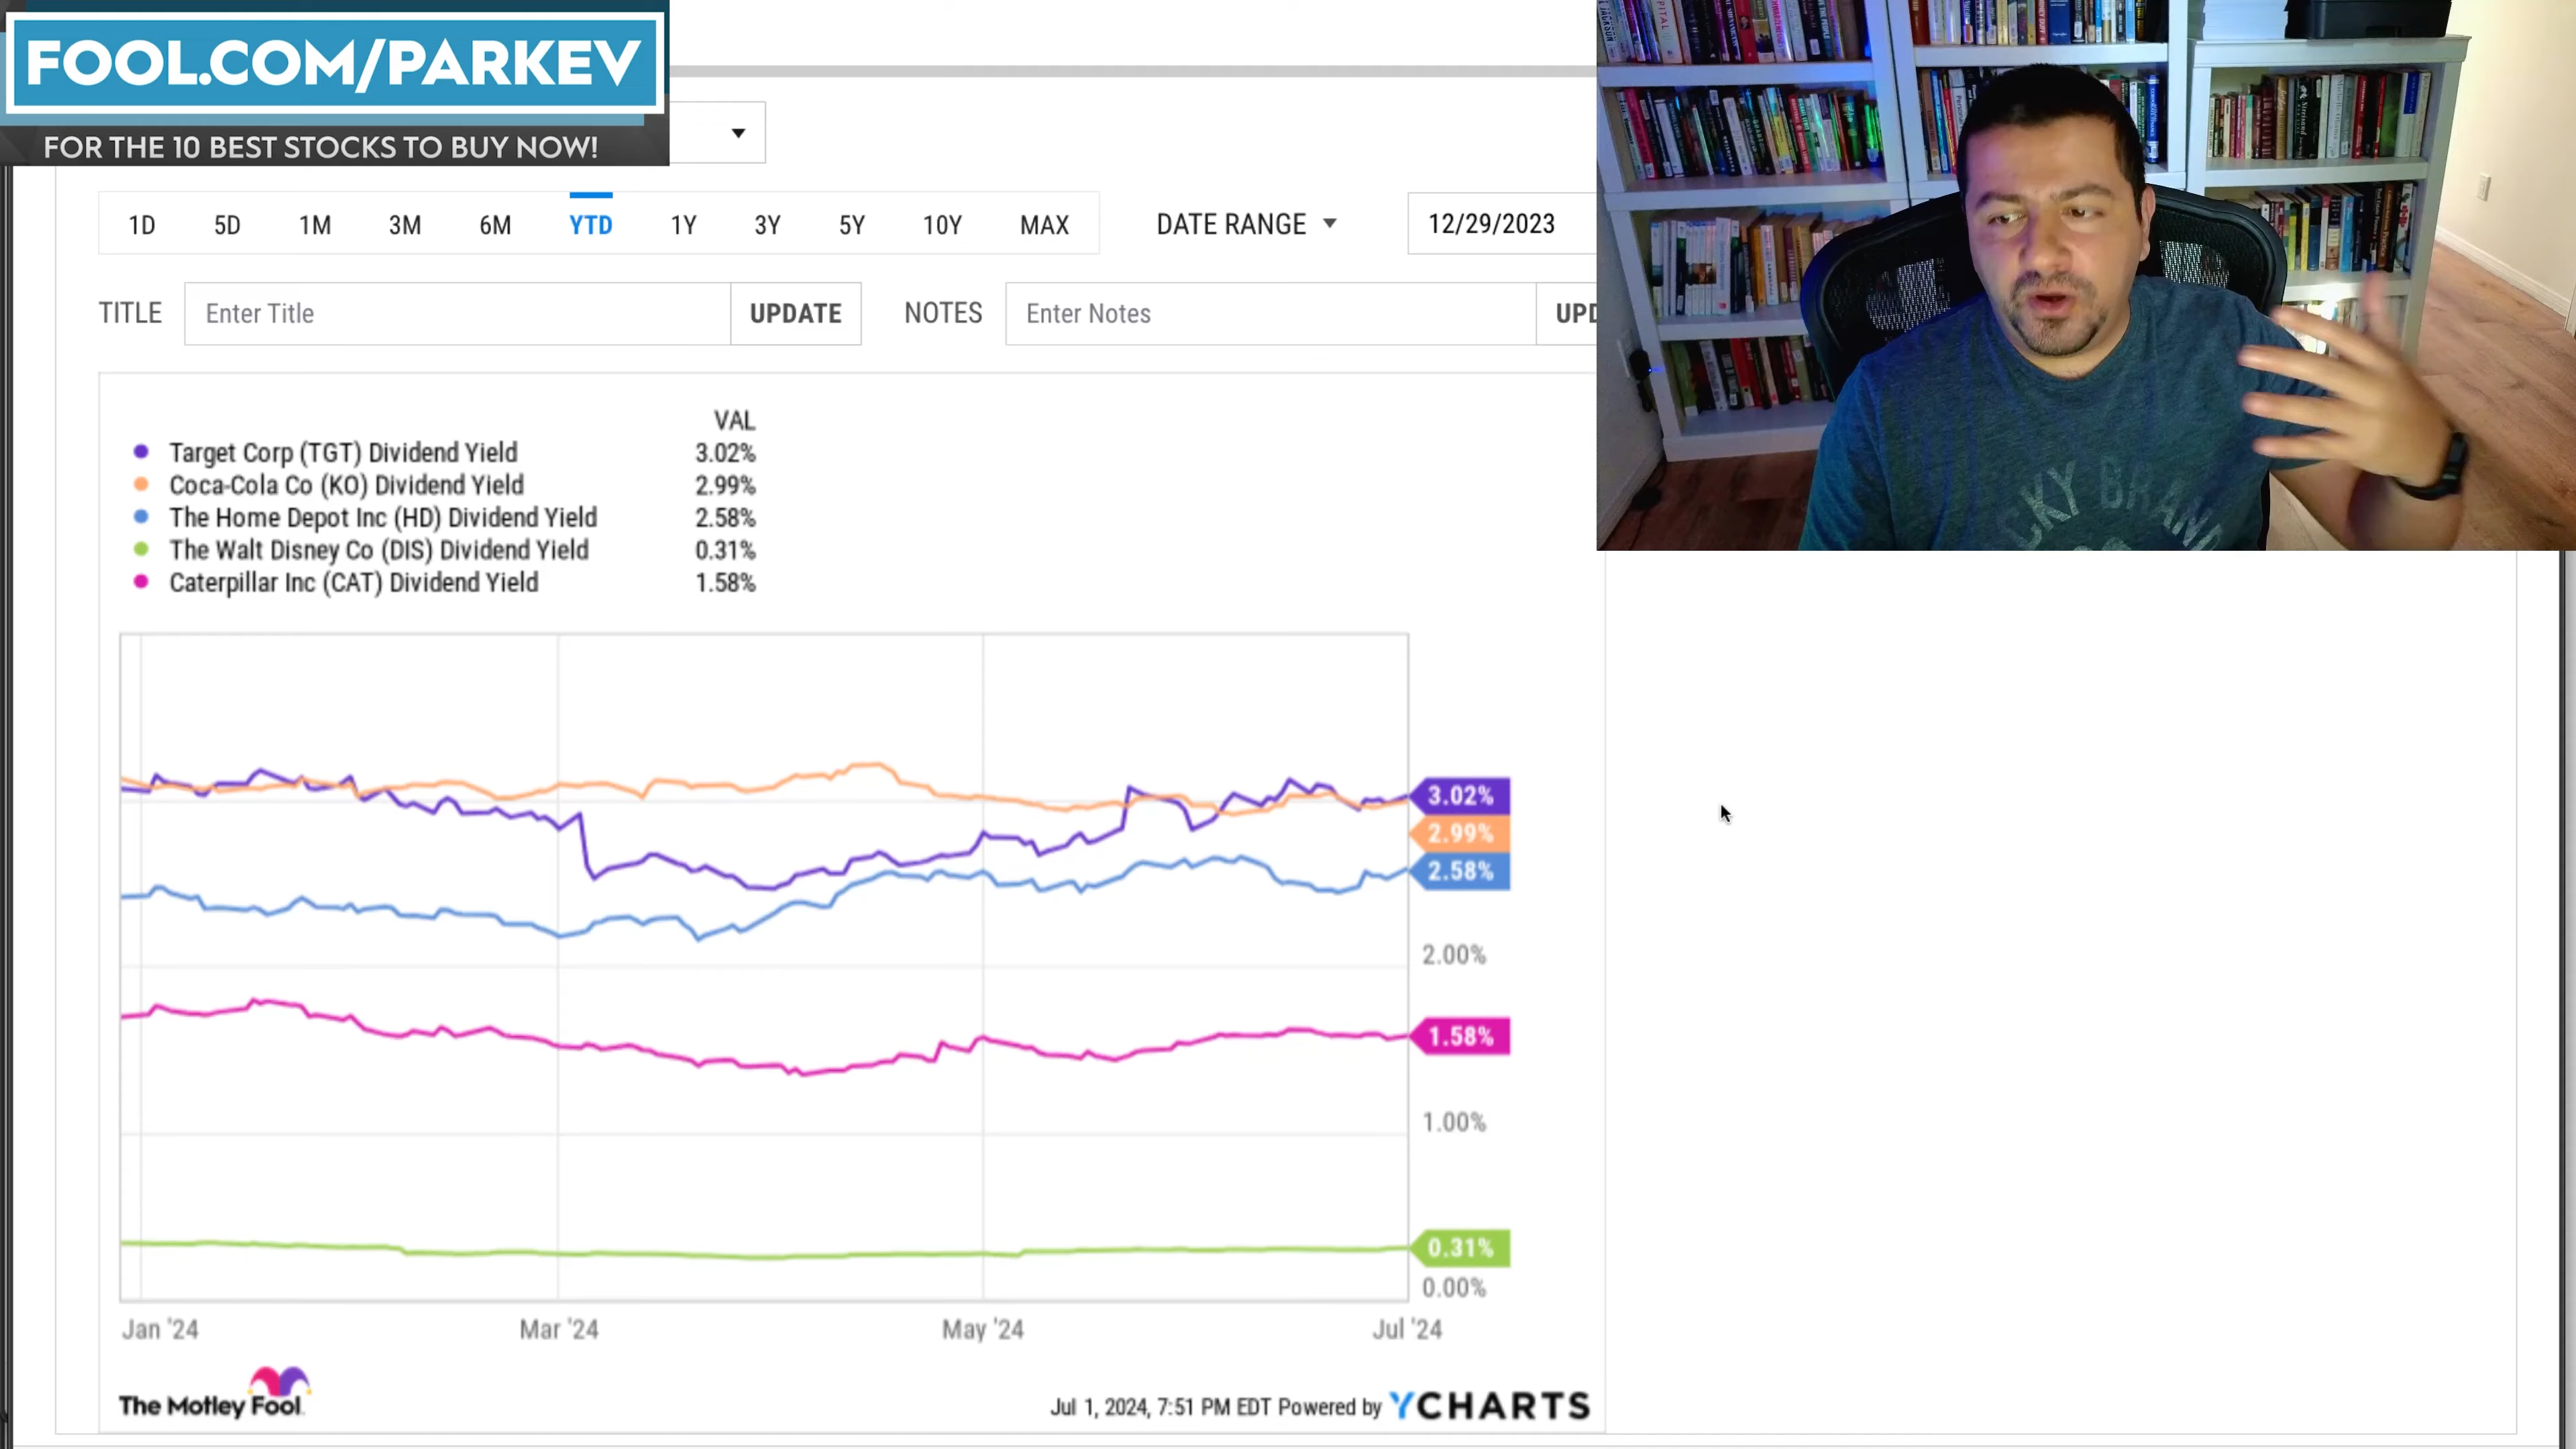 FOOL.COM/PARKEV
FOR THE 10 BEST STOCKS TO BUY NOW!
1D 5D 1M 3M 6M YTD 1Y 3Y 5Y 10Y MAX DATE RANGE 12/29/2023
TITLE Enter Title UPDATE NOTES Enter Notes UPD
VAL
Target Corp (TGT) Dividend Yield 3.02%
Coca-Cola Co (KO) Dividend Yield 2.99%
The Home Depot Inc (HD) Dividend Yield 2.58%
The Walt Disney Co (DIS) Dividend Yield 0.31%
Caterpillar Inc (CAT) Dividend Yield 1.58%
3.02%
2.99%
2.58%
2.00%
1.58%
1.00%
0.31%
0.00%
Jan '24 Mar '24 May '24 Jul '24
The Motley Fool.
Jul 1, 2024, 7:51 PM EDT Powered by YCHARTS
CKY BRAND